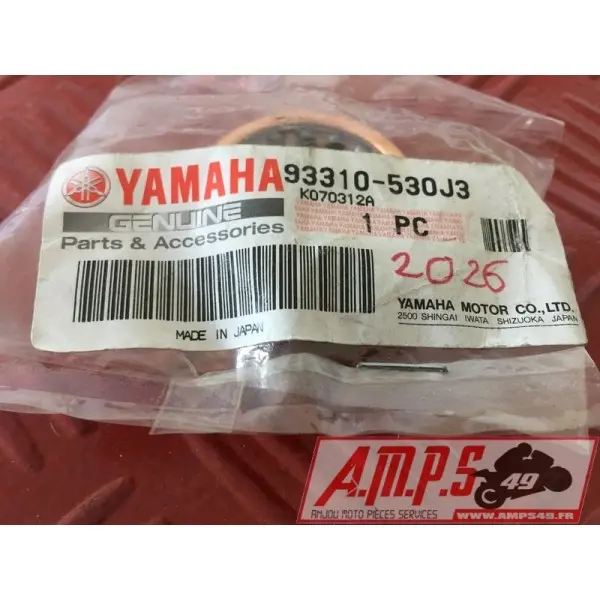 YAMAHA 93310-530J3
K070312A
GENUINE
Parts & Accessories
1 PC
2026
YAMAHA MOTOR CO.,LTD.
2500 SHINGAI IWATA SHIZUOKA JAPAN
MADE IN JAPAN
A.M.P.S 49
ANJOU MOTO PIÈCES SERVICES
WWW.AMPS49.FR